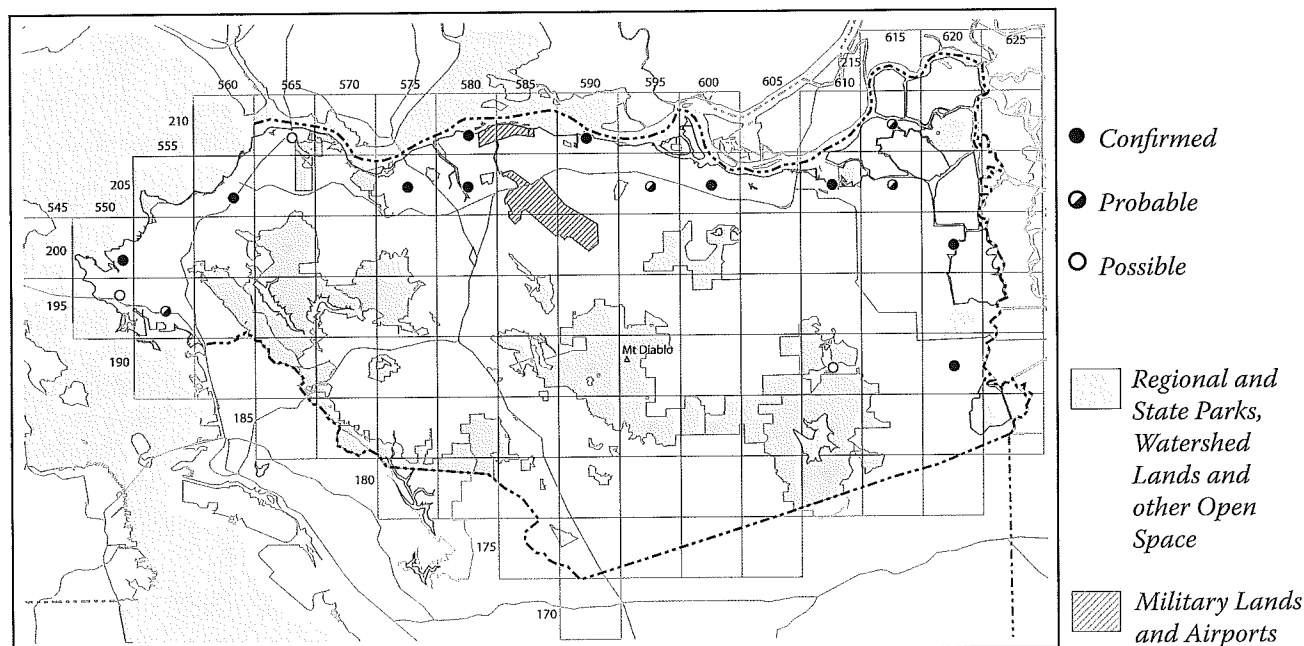 615
620
625
215
560
565
570
575
580
585
590
595
600
605
610
210
555
205
545
550
200
195
190
185
180
175
170
Mt Diablo
Confirmed
Probable
Possible
Regional and
State Parks,
Watershed
Lands and
other Open
Space
Military Lands
and Airports